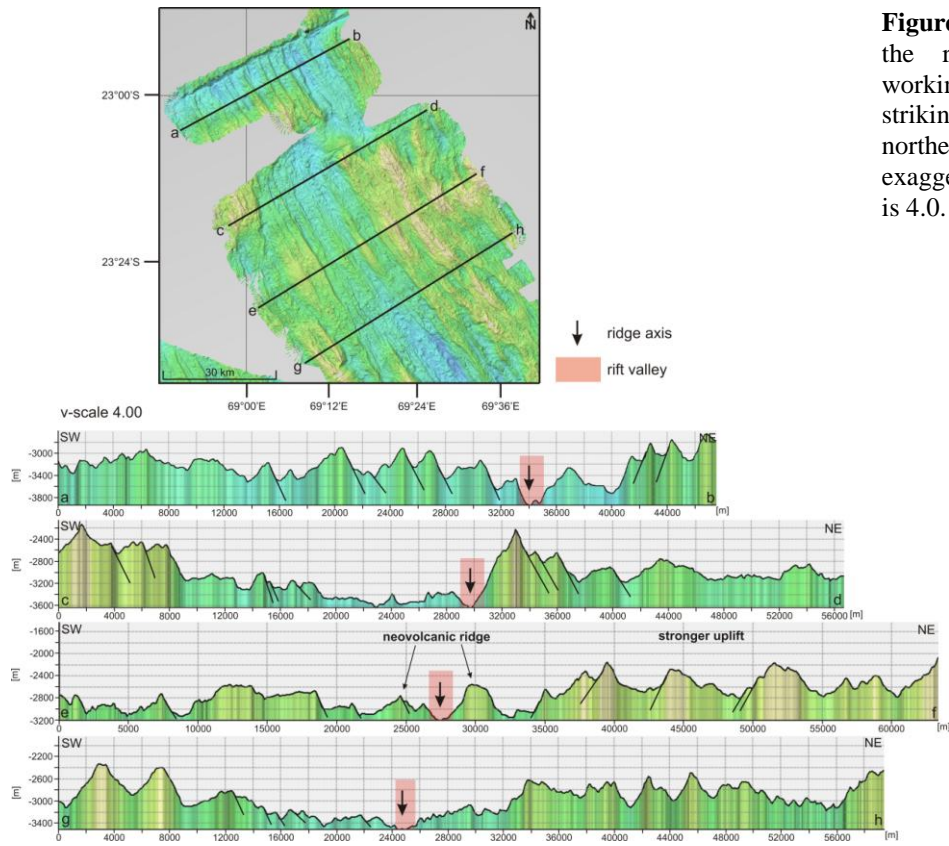 Figure
the r
workin
strikin
northe
exagge
is 4.0.
N
b
23°00'S
a
d
f
c
h
23°24'S
e
g
30 km
69°00'E 69°12'E 69°24'E 69°36'E
ridge axis
rift valley
v-scale 4.00
SW NE
[m]
-3000
-3400
-3800
a b
0 4000 8000 12000 16000 20000 24000 28000 32000 36000 40000 44000 [m]
SW NE
[m]
-2400
-2800
-3200
-3600
c d
0 4000 8000 12000 16000 20000 24000 28000 32000 36000 40000 44000 48000 52000 56000 [m]
SW neovolcanic ridge stronger uplift NE
[m]
-1600
-2000
-2400
-2800
-3200
e f
0 5000 10000 15000 20000 25000 30000 35000 40000 45000 50000 55000 60000 [m]
SW NE
[m]
-2200
-2600
-3000
-3400
g h
0 4000 8000 12000 16000 20000 24000 28000 32000 36000 40000 44000 48000 52000 56000 [m]